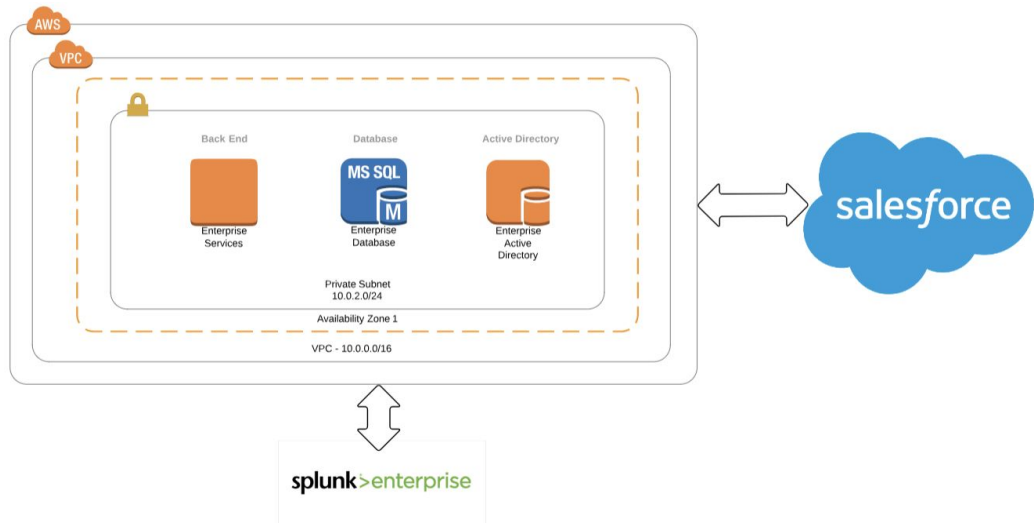 AWS
VPC
Back End
Database
Active Directory
MS SQL
M
Enterprise
Services
Enterprise
Database
Enterprise
Active
Directory
Private Subnet
10.0.2.0/24
Availability Zone 1
VPC - 10.0.0.0/16
salesforce
splunk>enterprise